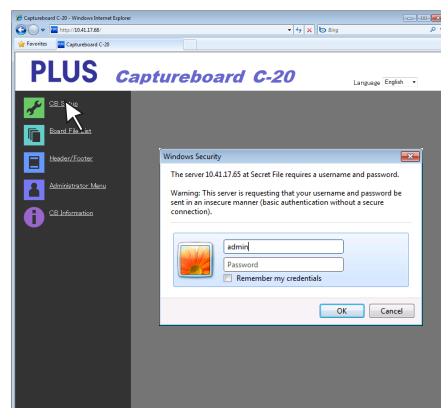 Captureboard C-20 - Windows Internet Explorer
http://10.41.17.68/
Bing
Favorites
Captureboard C-20
PLUS Captureboard C-20
Language English
CB Setup
Board File List
Header/Footer
Administrator Menu
CB Information
Windows Security
The server 10.41.17.65 at Secret File requires a username and password.
Warning: This server is requesting that your username and password be
sent in an insecure manner (basic authentication without a secure
connection).
admin
Password
Remember my credentials
OK
Cancel